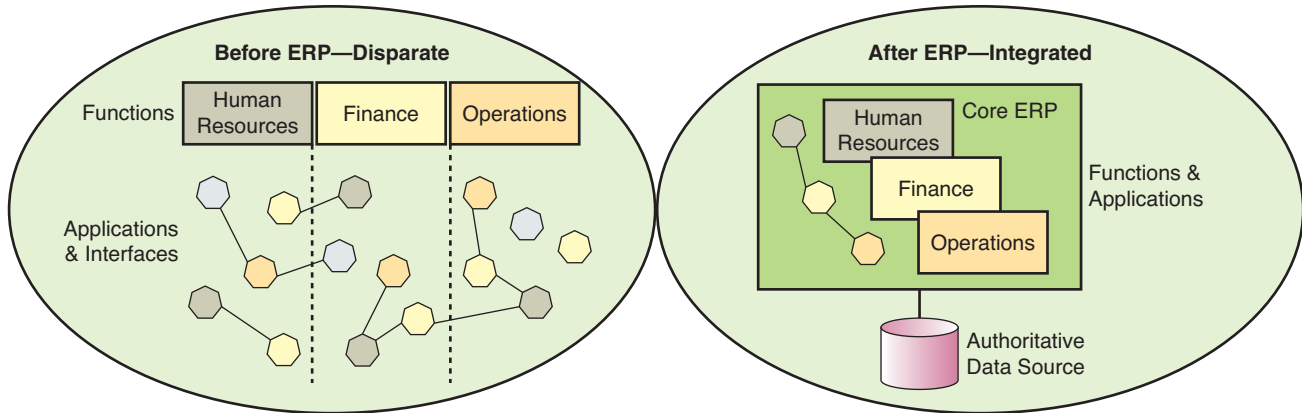 Before ERP—Disparate
Functions
Human
Resources
Finance
Operations
Applications
& Interfaces
After ERP—Integrated
Human
Resources
Core ERP
Finance
Operations
Functions &
Applications
Authoritative
Data Source